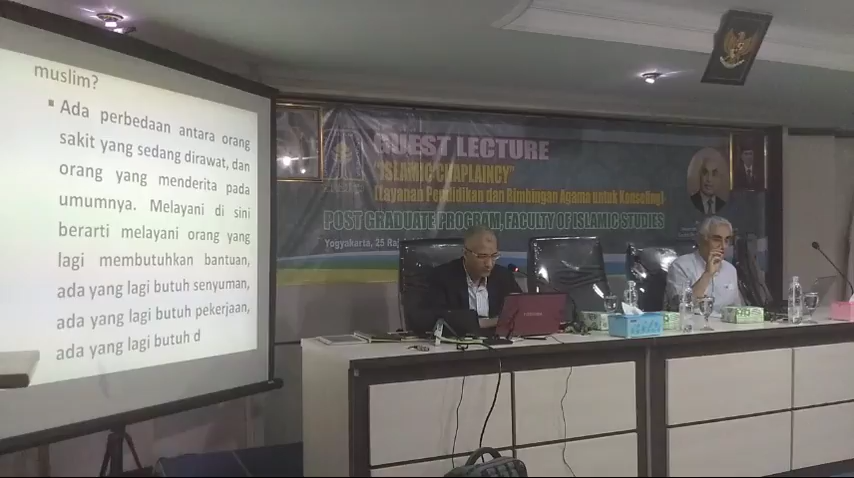 muslim?
▪ Ada perbedaan antara orang
sakit yang sedang dirawat, dan
orang yang menderita pada
umumnya. Melayani di sini
berarti melayani orang yang
lagi membutuhkan bantuan,
ada yang lagi butuh senyuman,
ada yang lagi butuh pekerjaan,
ada yang lagi butuh d
GUEST LECTURE
"ISLAMIC CHAPLAINCY"
(Layanan Pendidikan dan Bimbingan Agama untuk Konseling)
POST GRADUATE PROGRAM, FACULTY OF ISLAMIC STUDIES
Yogyakarta, 25